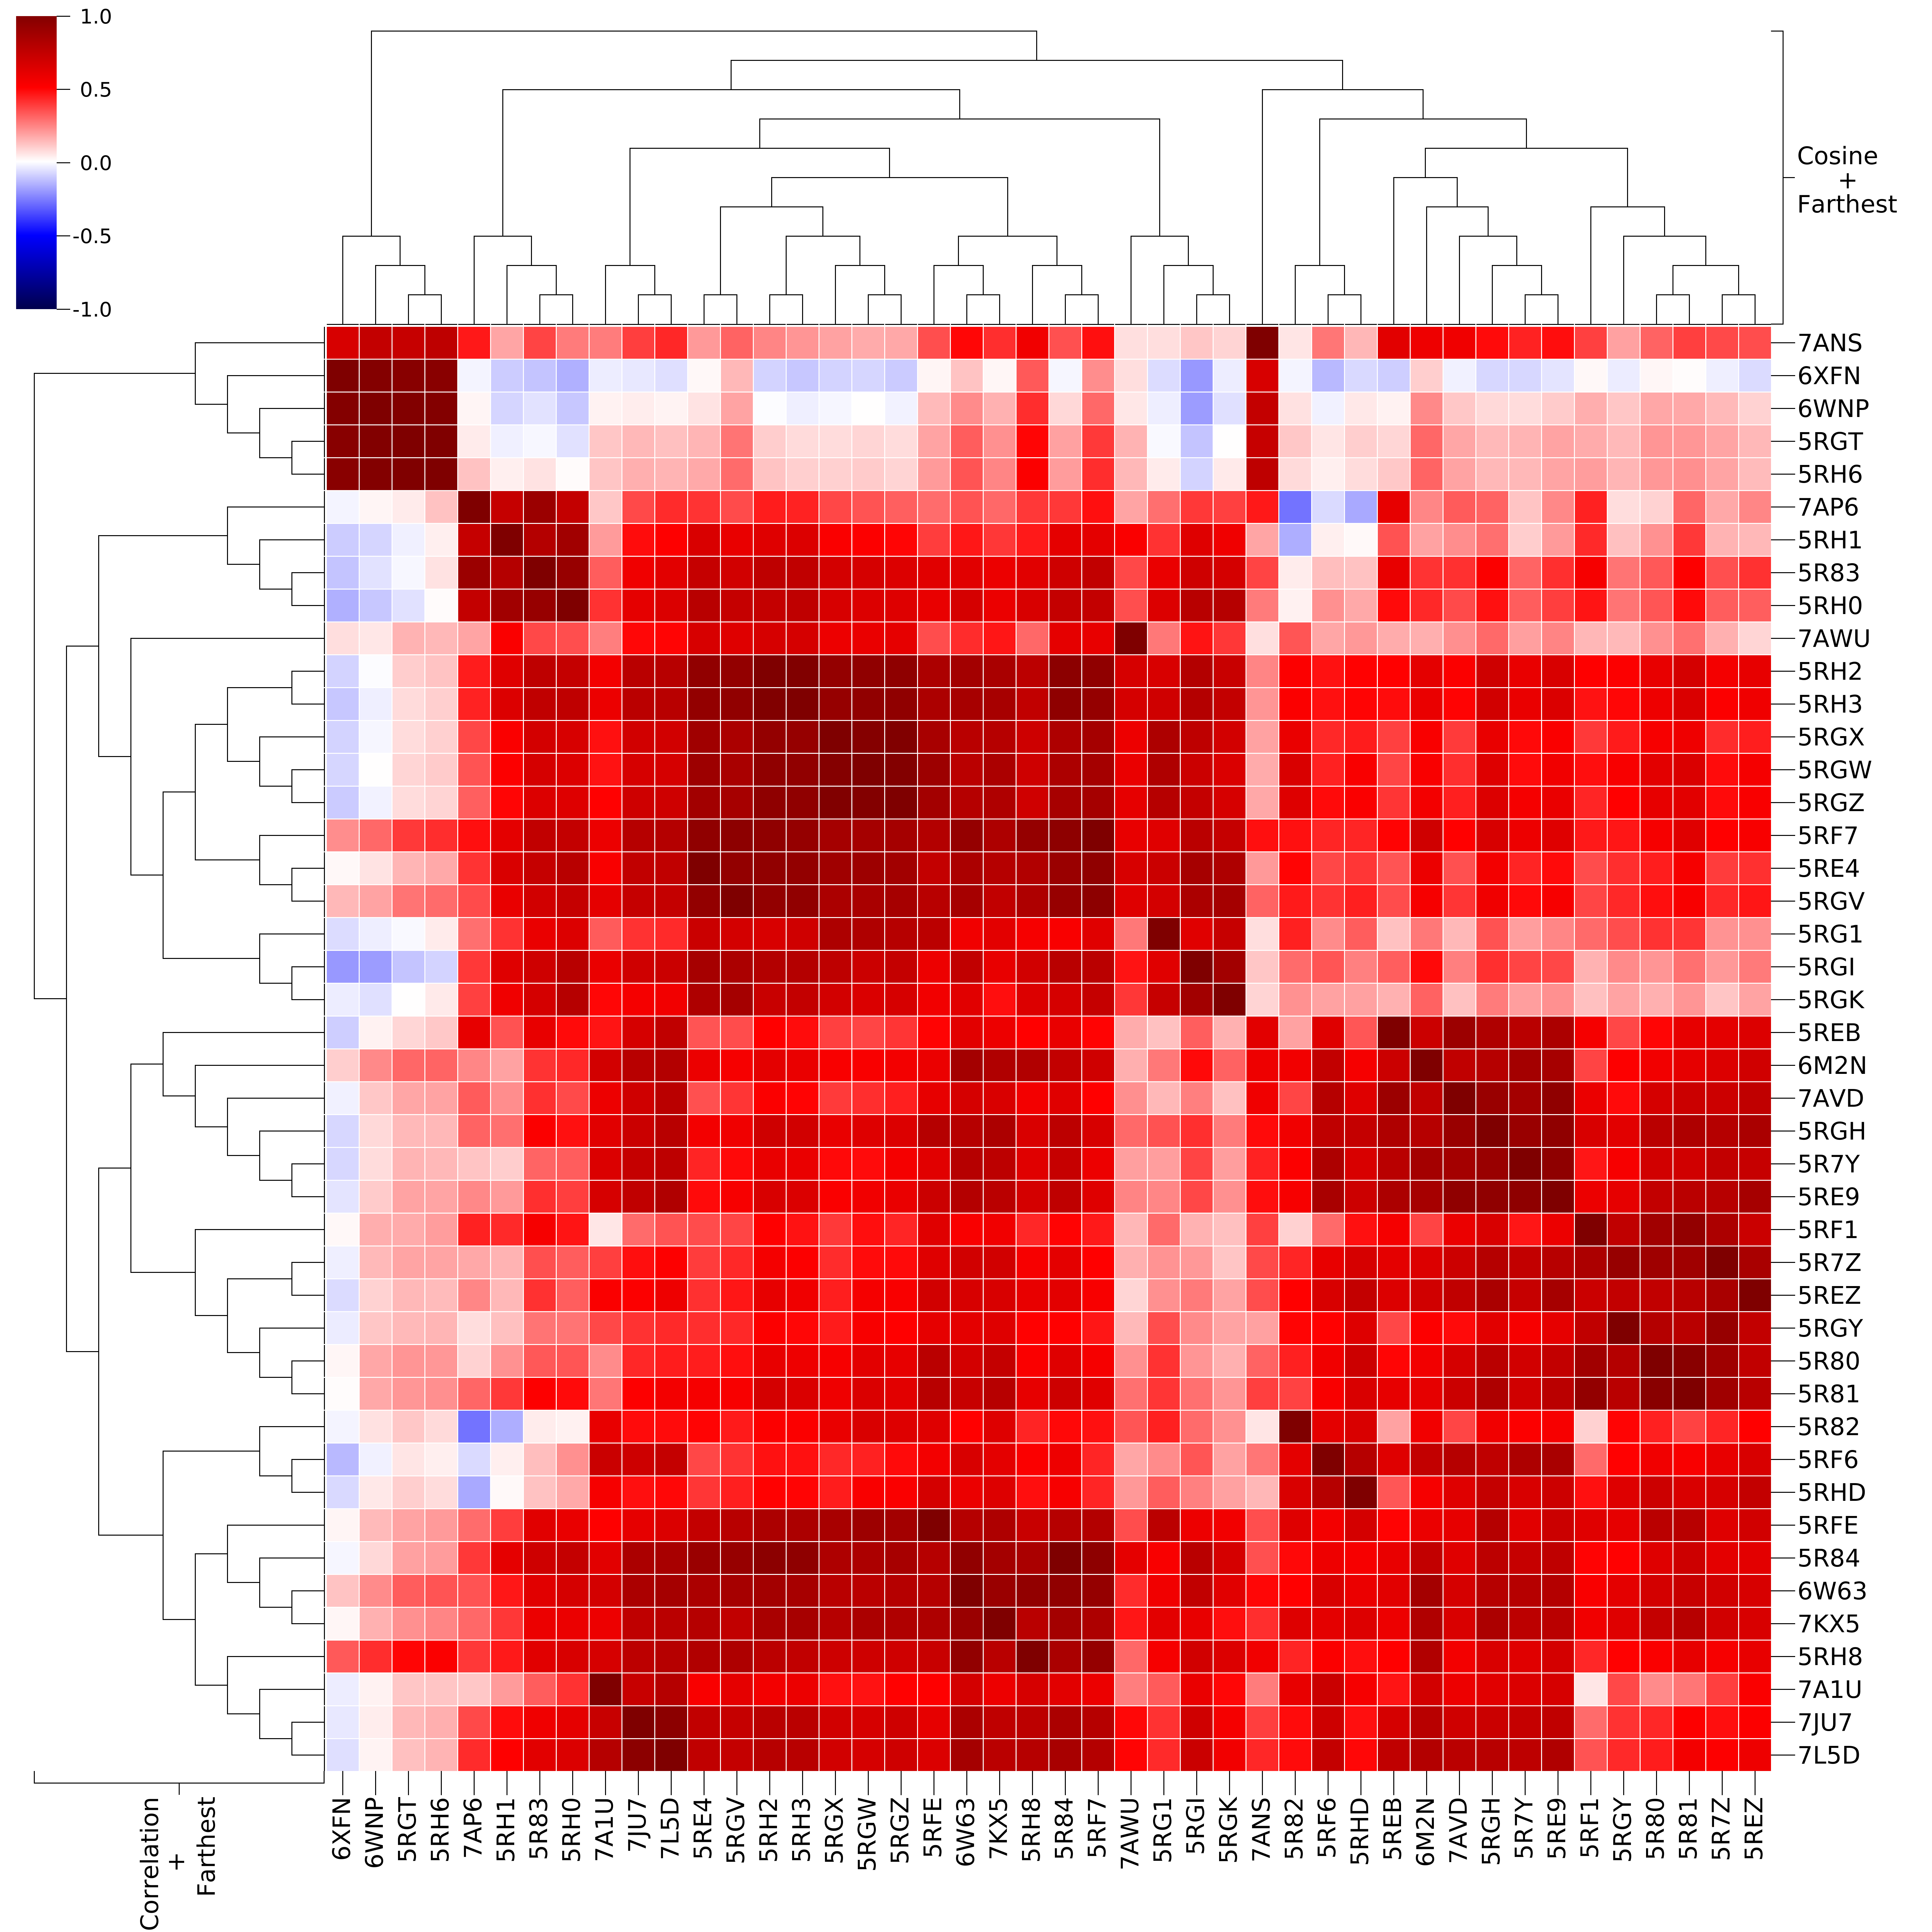 1.0
0.5
0.0
-0.5
-1.0
Cosine
+
Farthest
7ANS
6XFN
6WNP
5RGT
5RH6
7AP6
5RH1
5R83
5RH0
7AWU
5RH2
5RH3
5RGX
5RGW
5RGZ
5RF7
5RE4
5RGV
5RG1
5RGI
5RGK
5REB
6M2N
7AVD
5RGH
5R7Y
5RE9
5RF1
5R7Z
5REZ
5RGY
5R80
5R81
5R82
5RF6
5RHD
5RFE
5R84
6W63
7KX5
5RH8
7A1U
7JU7
7L5D
Correlation
+
Farthest
6XFN
6WNP
5RGT
5RH6
7AP6
5RH1
5R83
5RH0
7A1U
7JU7
7L5D
5RE4
5RGV
5RH2
5RH3
5RGX
5RGW
5RGZ
5RFE
6W63
7KX5
5RH8
5R84
5RF7
7AWU
5RG1
5RGI
5RGK
7ANS
5R82
5RF6
5RHD
5REB
6M2N
7AVD
5RGH
5R7Y
5RE9
5RF1
5RGY
5R80
5R81
5R7Z
5REZ